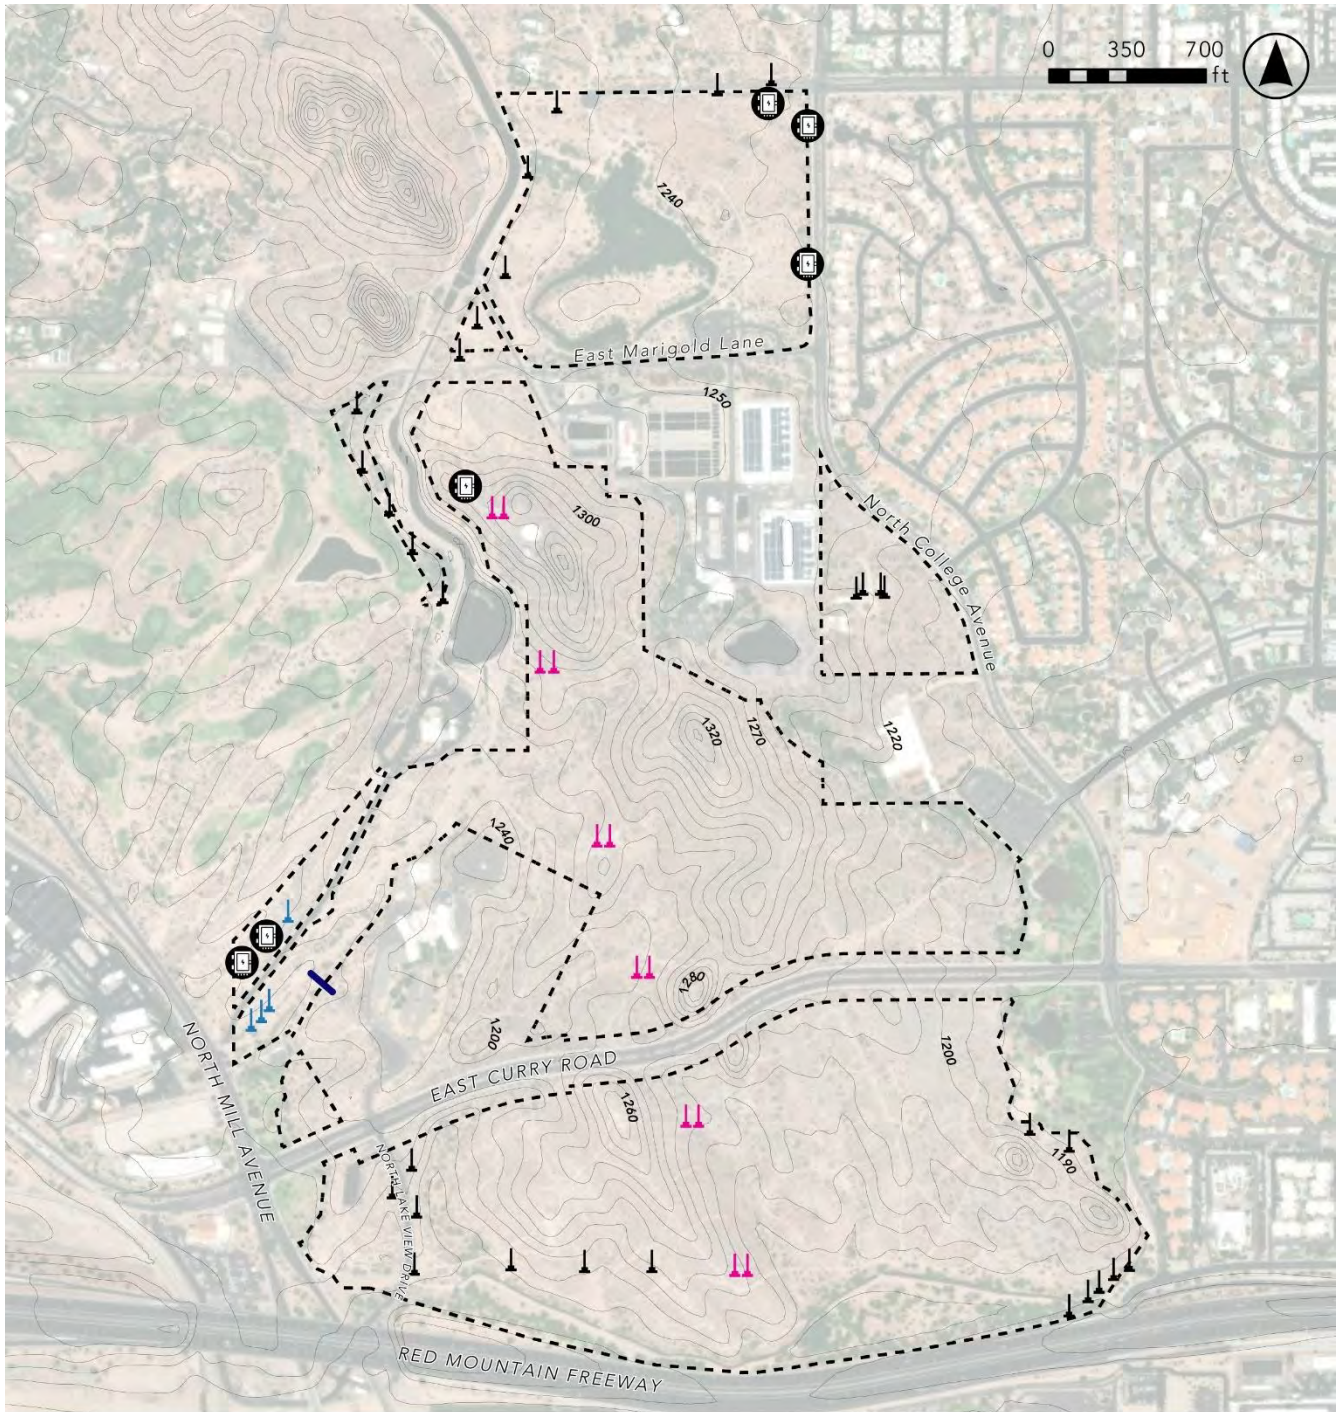 0 350 700
ft
1240
East Marigold Lane
1250
1300
North College Avenue
1320
1270
1220
1240
1280
1200
1200
EAST CURRY ROAD
NORTH MILL AVENUE
1260
1190
NORTH LAKE VIEW DRIVE
RED MOUNTAIN FREEWAY